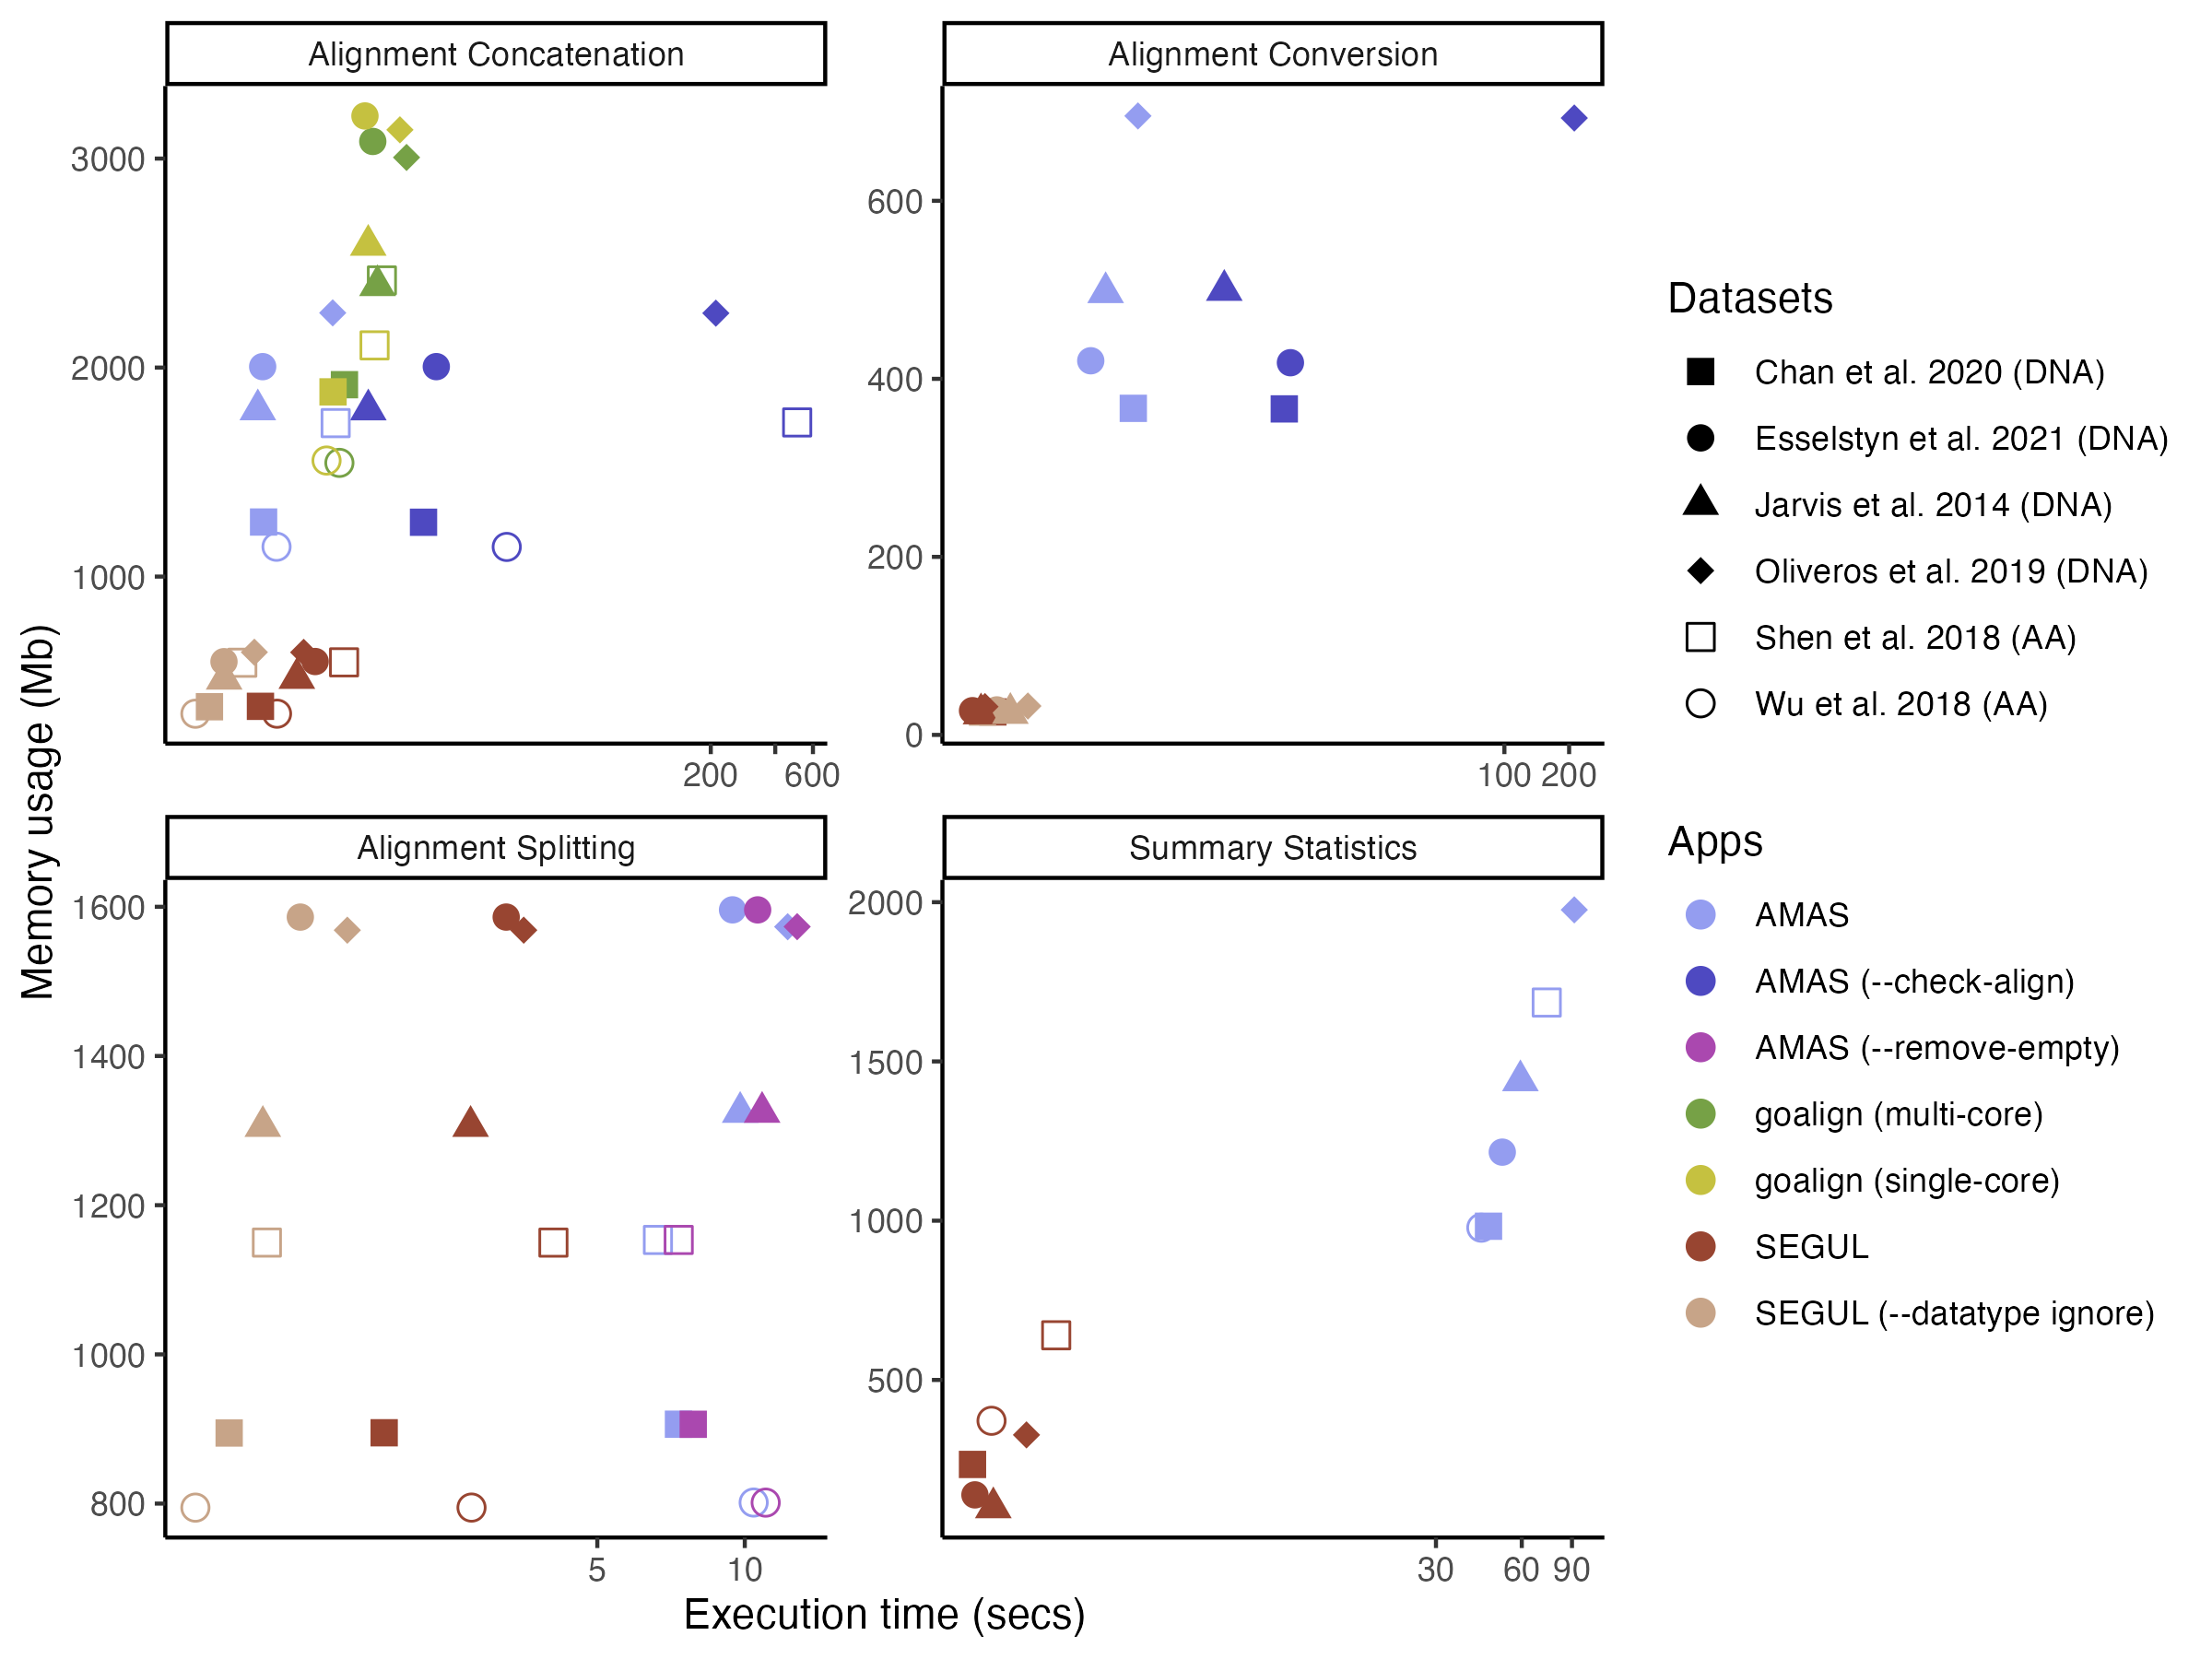 Alignment Concatenation
Alignment Conversion
3000
2000
1000
200
600
600
400
200
0
100
200
Memory usage (Mb)
Alignment Splitting
Summary Statistics
1600
1400
1200
1000
800
5
10
2000
1500
1000
500
30
60
90
Execution time (secs)
Datasets
Chan et al. 2020 (DNA)
Esselstyn et al. 2021 (DNA)
Jarvis et al. 2014 (DNA)
Oliveros et al. 2019 (DNA)
Shen et al. 2018 (AA)
Wu et al. 2018 (AA)
Apps
AMAS
AMAS (--check-align)
AMAS (--remove-empty)
goalign (multi-core)
goalign (single-core)
SEGUL
SEGUL (--datatype ignore)